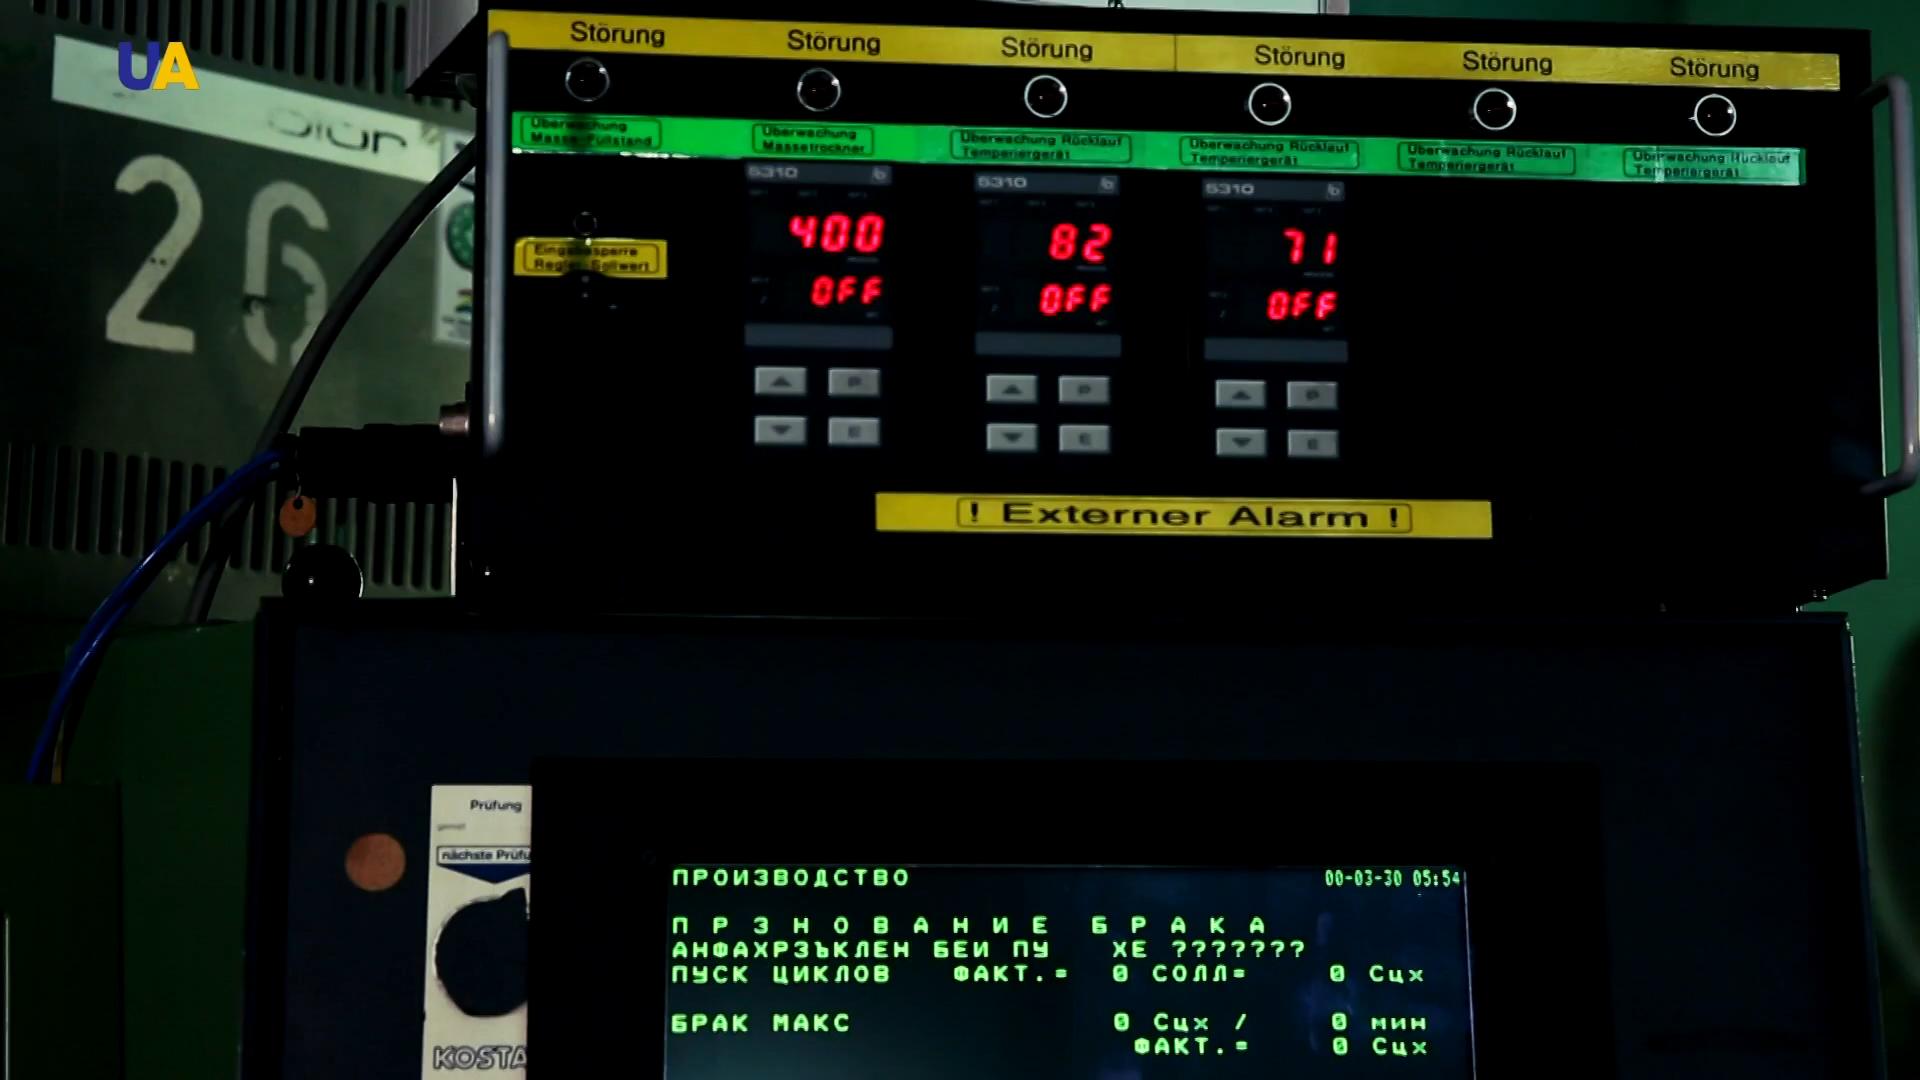 UA
26
Störung Störung Störung Störung Störung Störung
Überwachung
Masse-Füllstand
Überwachung
Massetrockner
Überwachung Rücklauf
Temperiergerät
Überwachung Rücklauf
Temperiergerät
Überwachung Rücklauf
Temperiergerät
Überwachung Rücklauf
Temperiergerät
Eingabesperre
Regler-Sollwert
5310
400
OFF
P
E
5310
82
OFF
P
E
5310
71
OFF
P
E
! Externer Alarm !
Prüfung
nächste Prüfu
KOSTA
ПРОИЗВОДСТВО 00-03-30 05:54
П Р З Н О В А Н И Е Б Р А К А
АНФАХРЗЪКЛЕН БЕИ ПУ ХЕ ???????
ПУСК ЦИКЛОВ ФАКТ.= 0 СОЛЛ= 0 Сцх
БРАК МАКС 0 Сцх / 0 мин
ФАКТ.= 0 Сцх